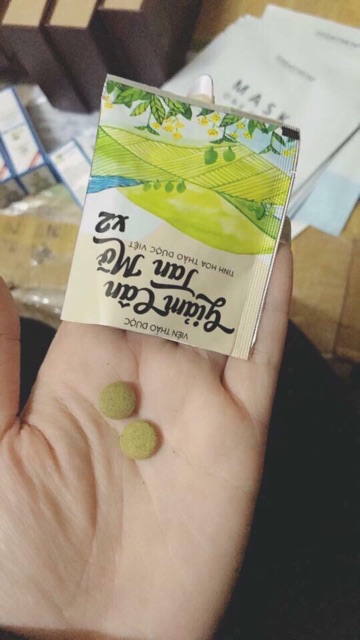 VIÊN THẢO DƯỢC
Giảm Cân
Tan Mỡ
TINH HOA THẢO DƯỢC VIỆT
X2
MASK